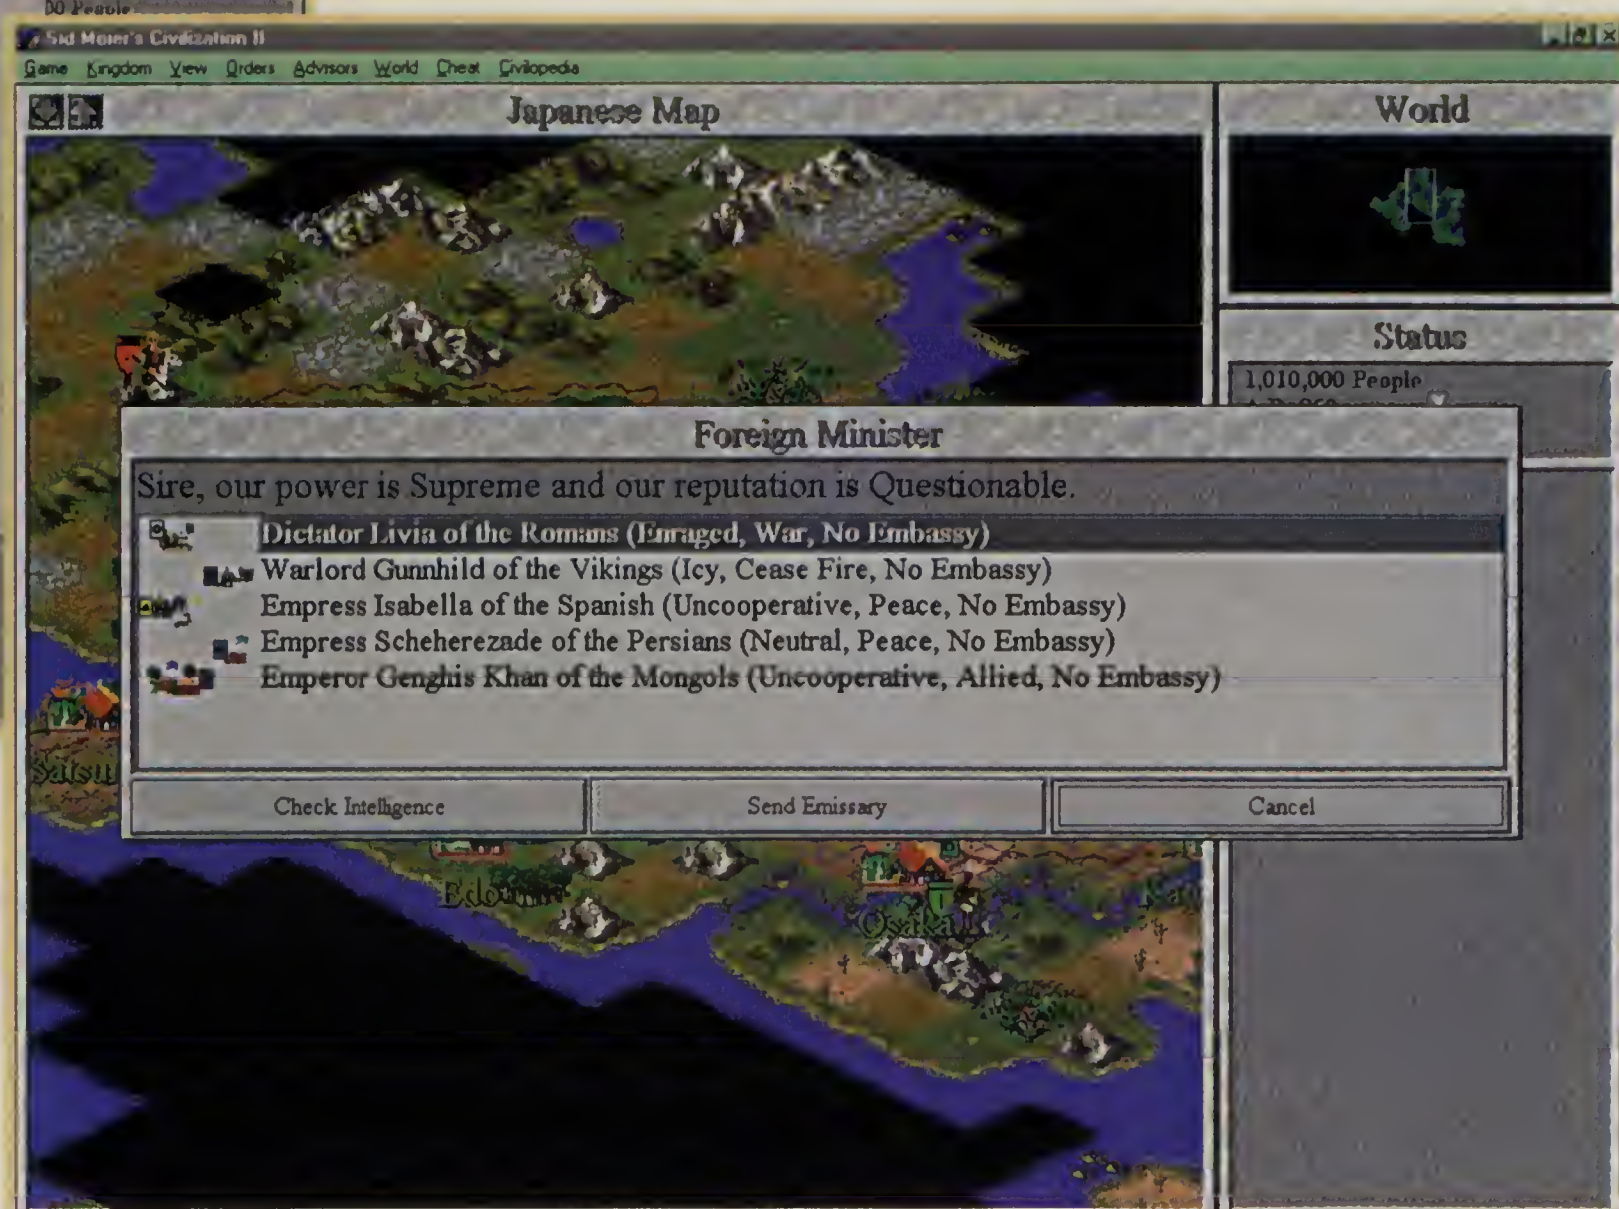 00 People
Sid Meier's Civilization II
Game Kingdom View Orders Advisors World Cheat Civilopedia
Japanese Map
World
Status
1,010,000 People
Foreign Minister
Sire, our power is Supreme and our reputation is Questionable.
Dictator Livia of the Romans (Enraged, War, No Embassy)
Warlord Gunnhild of the Vikings (Icy, Cease Fire, No Embassy)
Empress Isabella of the Spanish (Uncooperative, Peace, No Embassy)
Empress Scheherezade of the Persians (Neutral, Peace, No Embassy)
Emperor Genghis Khan of the Mongols (Uncooperative, Allied, No Embassy)
Check Intelligence Send Emissary Cancel
Osaka